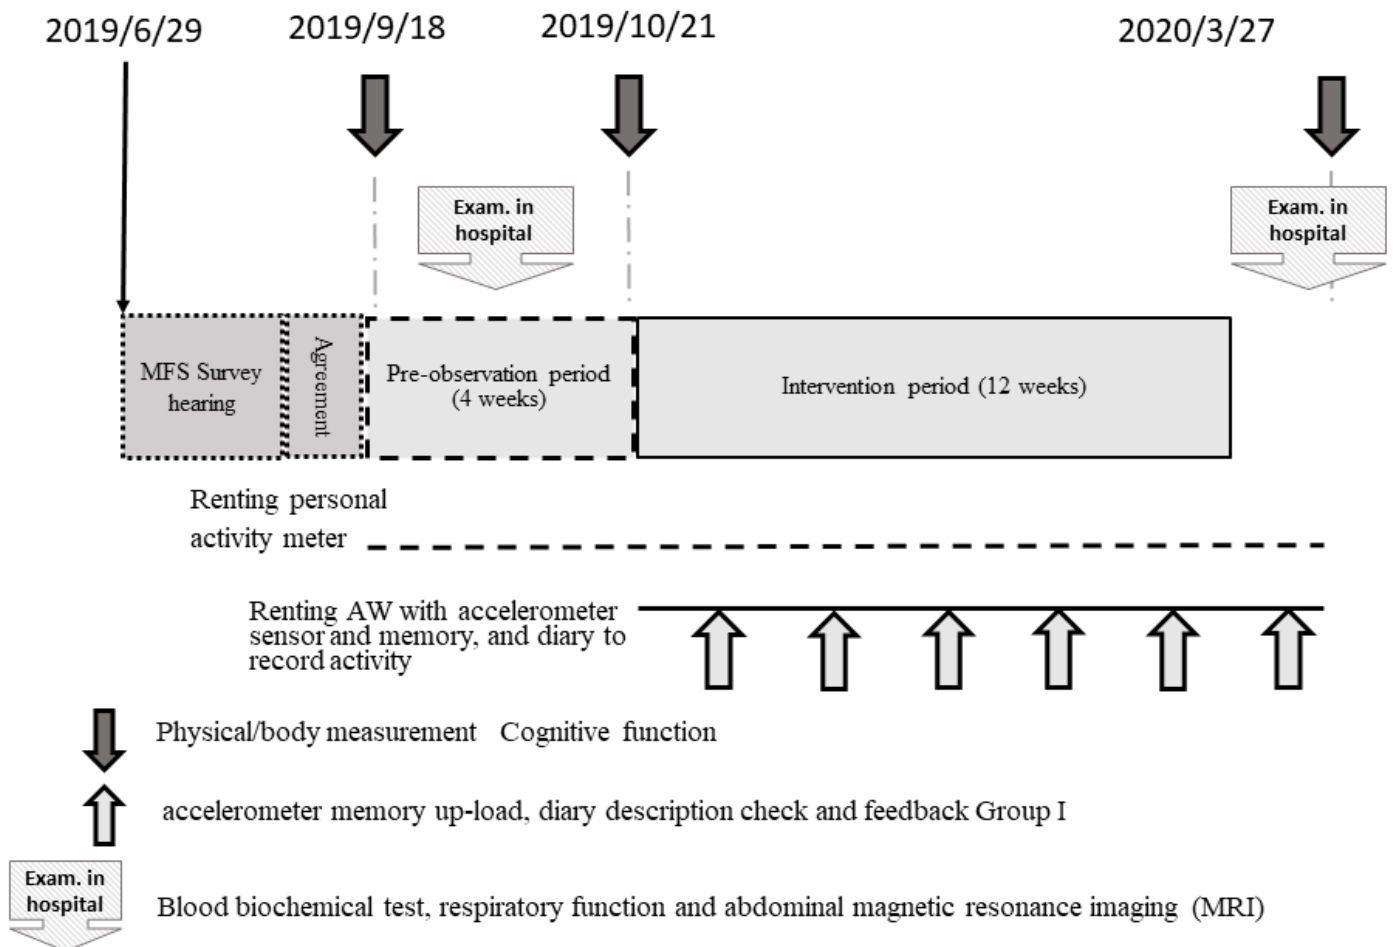 2019/6/29
2019/9/18
2019/10/21
2020/3/27
Exam. in
hospital
Exam. in
hospital
MFS Survey
hearing
Agreement
Pre-observation period
(4 weeks)
Intervention period (12 weeks)
Renting personal
activity meter
Renting AW with accelerometer
sensor and memory, and diary to
record activity
Physical/body measurement Cognitive function
accelerometer memory up-load, diary description check and feedback Group I
Exam. in
hospital
Blood biochemical test, respiratory function and abdominal magnetic resonance imaging (MRI)